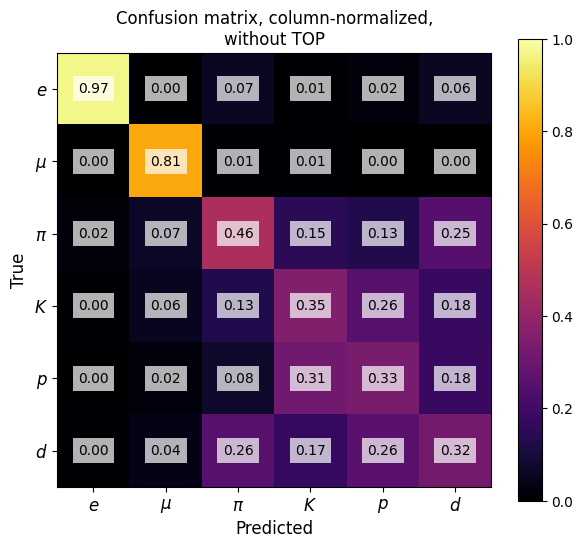 Confusion matrix, column-normalized,
without TOP
True
e 0.97 0.00 0.07 0.01 0.02 0.06
μ 0.00 0.81 0.01 0.01 0.00 0.00
π 0.02 0.07 0.46 0.15 0.13 0.25
K 0.00 0.06 0.13 0.35 0.26 0.18
p 0.00 0.02 0.08 0.31 0.33 0.18
d 0.00 0.04 0.26 0.17 0.26 0.32
e μ π K p d
Predicted
1.0
0.8
0.6
0.4
0.2
0.0